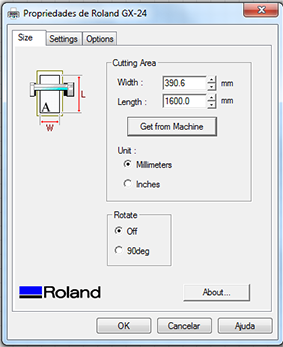 Propriedades de Roland GX-24
Size Settings Options
Cutting Area
Width : 390.6 mm
Length : 1600.0 mm
Get from Machine
Unit :
Millimeters
Inches
L
A
W
Rotate
Off
90deg
Roland
About...
OK Cancelar Ajuda